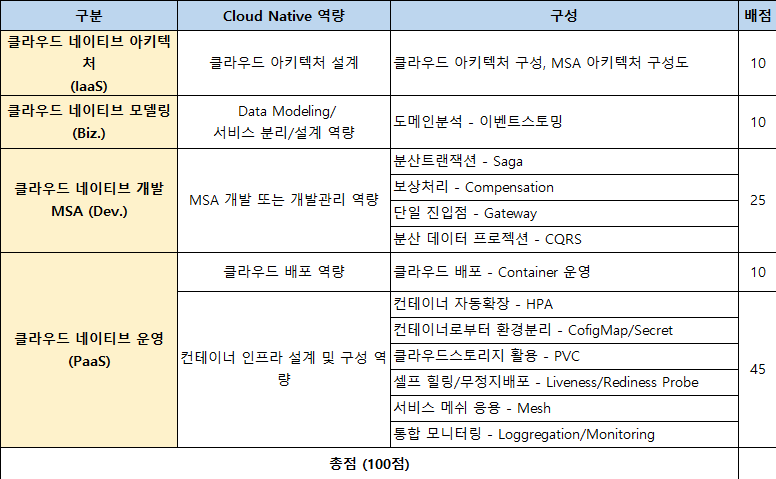 구분 Cloud Native 역량 구성 배점
클라우드 네이티브 아키텍
처
(IaaS)
클라우드 아키텍처 설계
클라우드 아키텍처 구성, MSA 아키텍처 구성도
10
클라우드 네이티브 모델링
(Biz.)
Data Modeling/
서비스 분리/설계 역량
도메인분석 - 이벤트스토밍
10
클라우드 네이티브 개발
MSA (Dev.)
MSA 개발 또는 개발관리 역량
분산트랜잭션 - Saga
보상처리 - Compensation
단일 진입점 - Gateway
분산 데이터 프로젝션 - CQRS
25
클라우드 네이티브 운영
(PaaS)
클라우드 배포 역량
클라우드 배포 - Container 운영
10
컨테이너 인프라 설계 및 구성 역
량
컨테이너 자동확장 - HPA
컨테이너로부터 환경분리 - CofigMap/Secret
클라우드스토리지 활용 - PVC
셀프 힐링/무정지배포 - Liveness/Rediness Probe
서비스 메쉬 응용 - Mesh
통합 모니터링 - Loggregation/Monitoring
45
총점 (100점)